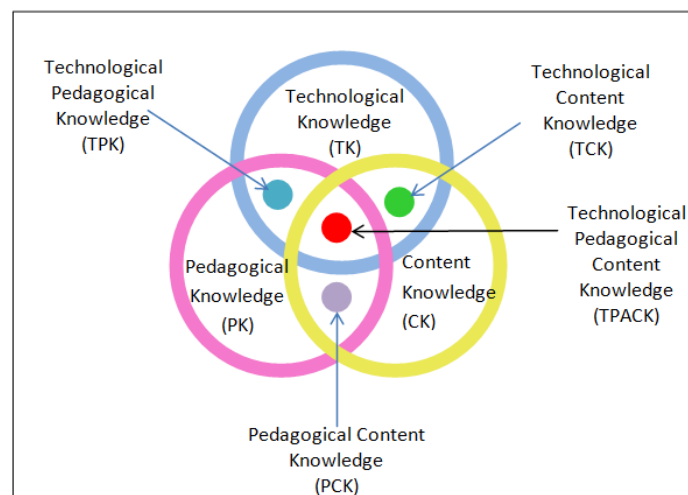 Technological
Pedagogical
Knowledge
(TPK)
Technological
Knowledge
(TK)
Technological
Content
Knowledge
(TCK)
Technological
Pedagogical
Content
Knowledge
(TPACK)
Pedagogical
Knowledge
(PK)
Content
Knowledge
(CK)
Pedagogical Content
Knowledge
(PCK)